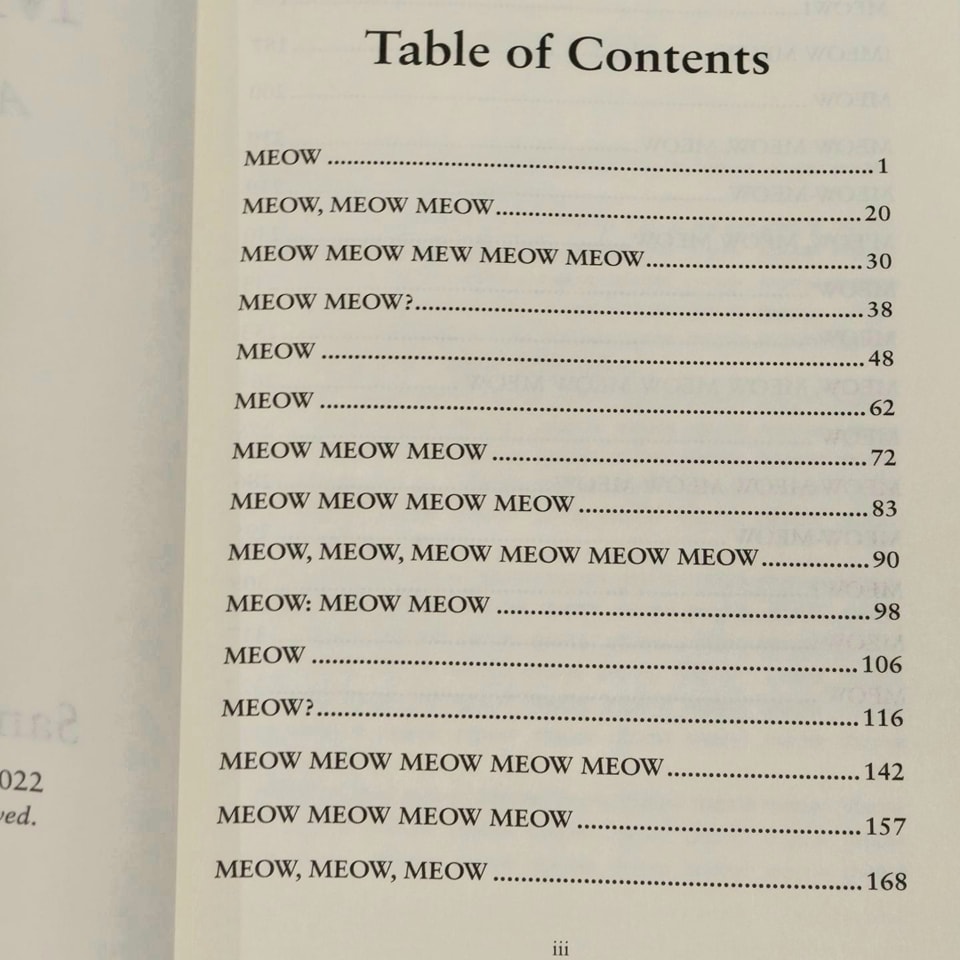 Table of Contents
MEOW ........................................................................ 1
MEOW, MEOW MEOW................................................. 20
MEOW MEOW MEW MEOW MEOW............................. 30
MEOW MEOW?............................................................ 38
MEOW ........................................................................ 48
MEOW ........................................................................ 62
MEOW MEOW MEOW .................................................. 72
MEOW MEOW MEOW MEOW ....................................... 83
MEOW, MEOW, MEOW MEOW MEOW MEOW............... 90
MEOW: MEOW MEOW .................................................. 98
MEOW ........................................................................ 106
MEOW?........................................................................ 116
MEOW MEOW MEOW MEOW MEOW.......................... 142
MEOW MEOW MEOW MEOW ...................................... 157
MEOW, MEOW, MEOW ................................................. 168
iii
022
ved.